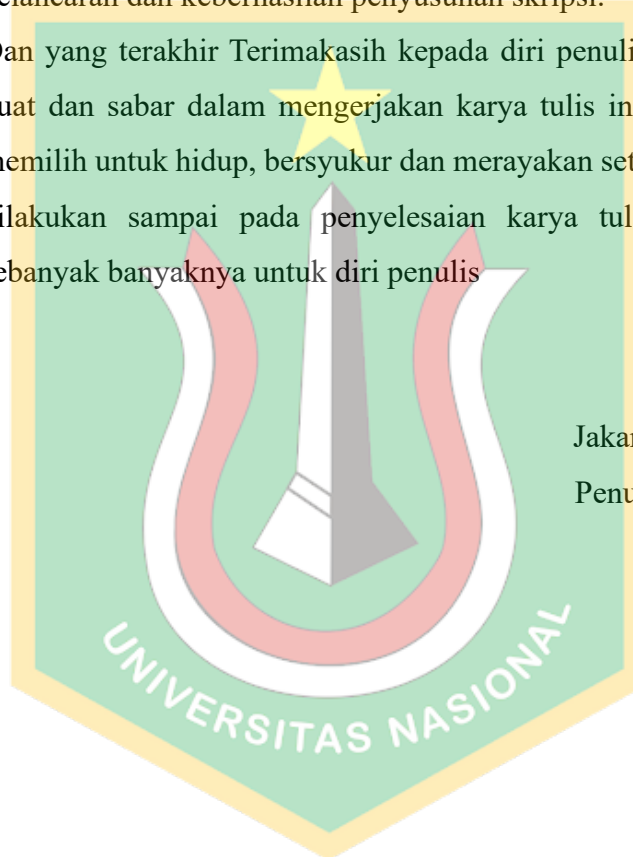 kelancaran dan keberhasilan penyusunan skripsi.
Dan yang terakhir Terimakasih kepada diri penuli
uat dan sabar dalam mengerjakan karya tulis in
memilih untuk hidup, bersyukur dan merayakan set
ilakukan sampai pada penyelesaian karya tul
ebanyak banyaknya untuk diri penulis
Jakar
Penu
UNIVERSITAS NASIONAL